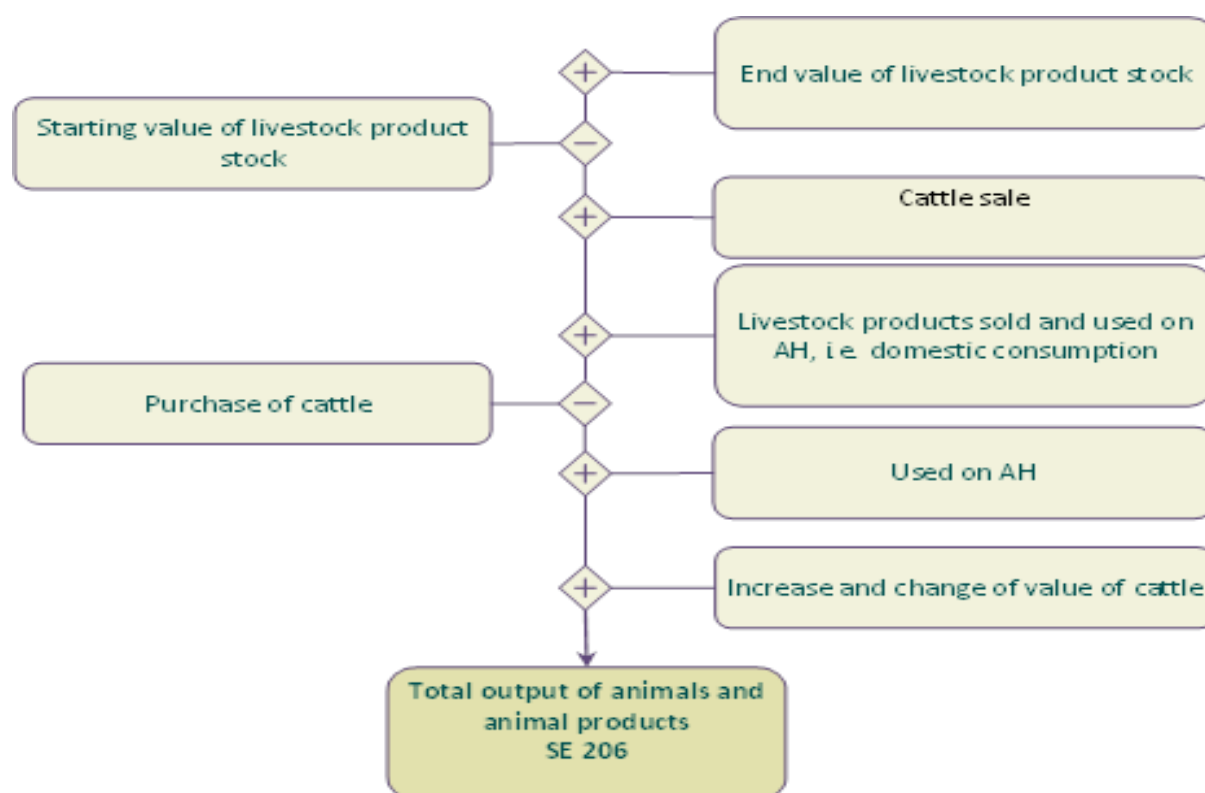 +
End value of livestock product stock
Starting value of livestock product
stock
−
+
Cattle sale
+
Livestock products sold and used on
AH, i.e. domestic consumption
Purchase of cattle
−
+
Used on AH
+
Increase and change of value of cattle
Total output of animals and
animal products
SE 206